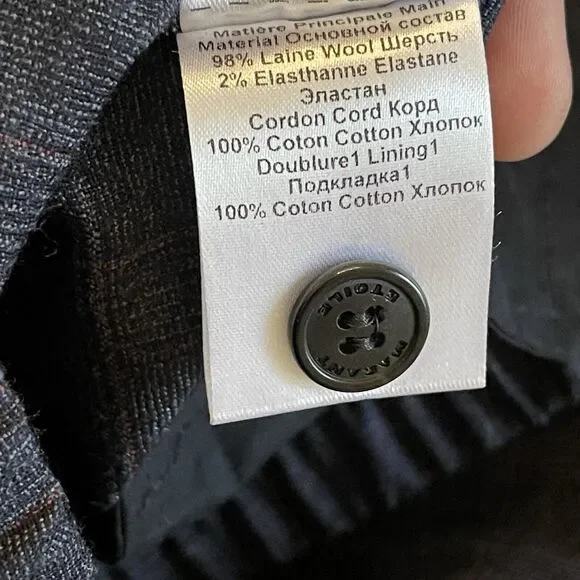 Matière Principale Main
Material Основной состав
98% Laine Wool Шерсть
2% Elasthanne Elastane
Эластан
Cordon Cord Корд
100% Coton Cotton Хлопок
Doublure1 Lining1
Подкладка1
100% Coton Cotton Хлопок
ETOILE
MARANT